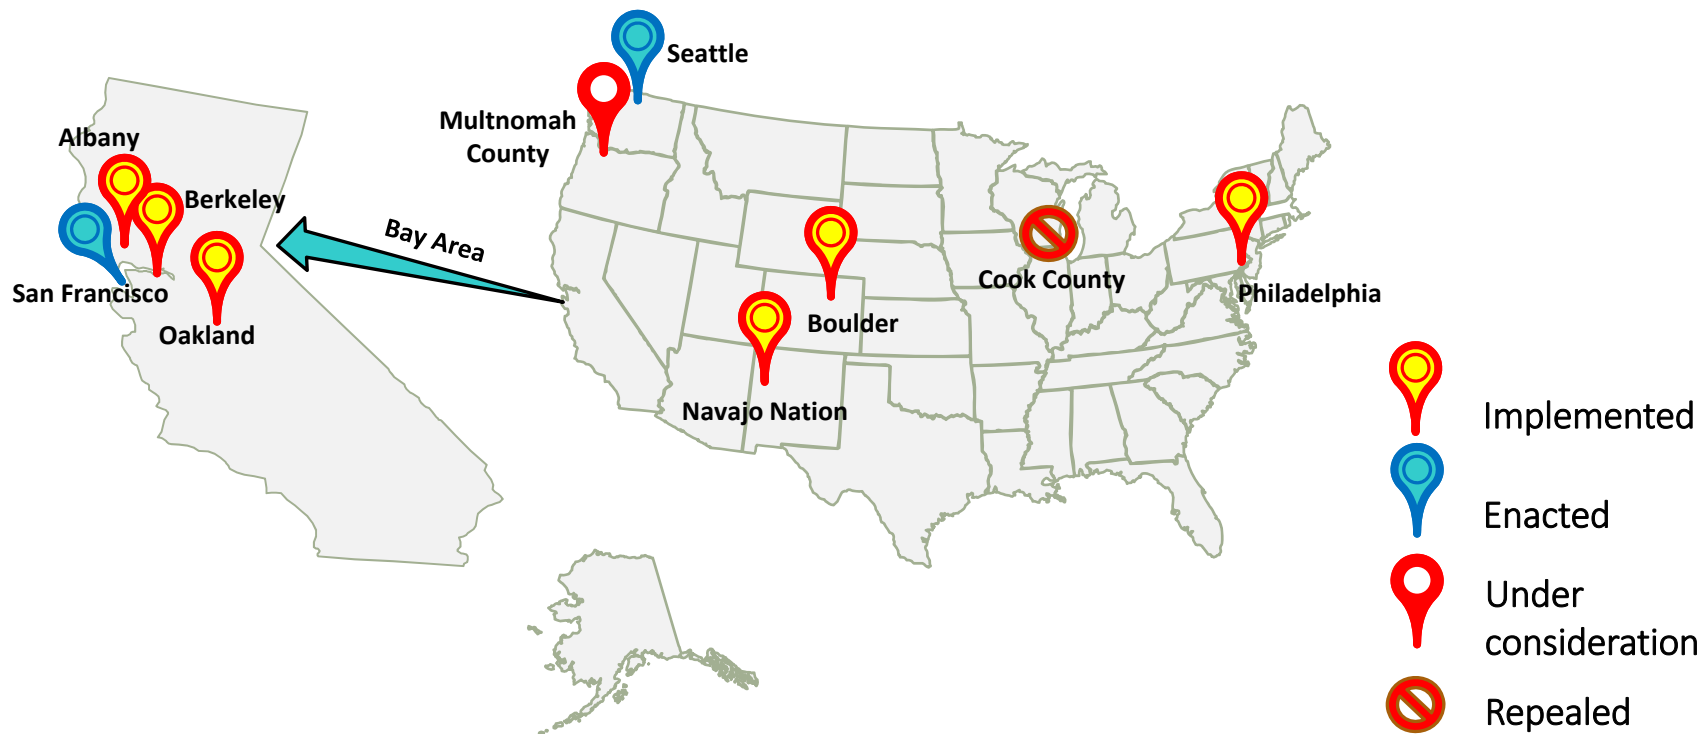 Seattle
Multnomah
County
Albany
Berkeley
Bay Area
San Francisco
Oakland
Cook County
Philadelphia
Boulder
Navajo Nation
Implemented
Enacted
Under
consideration
Repealed